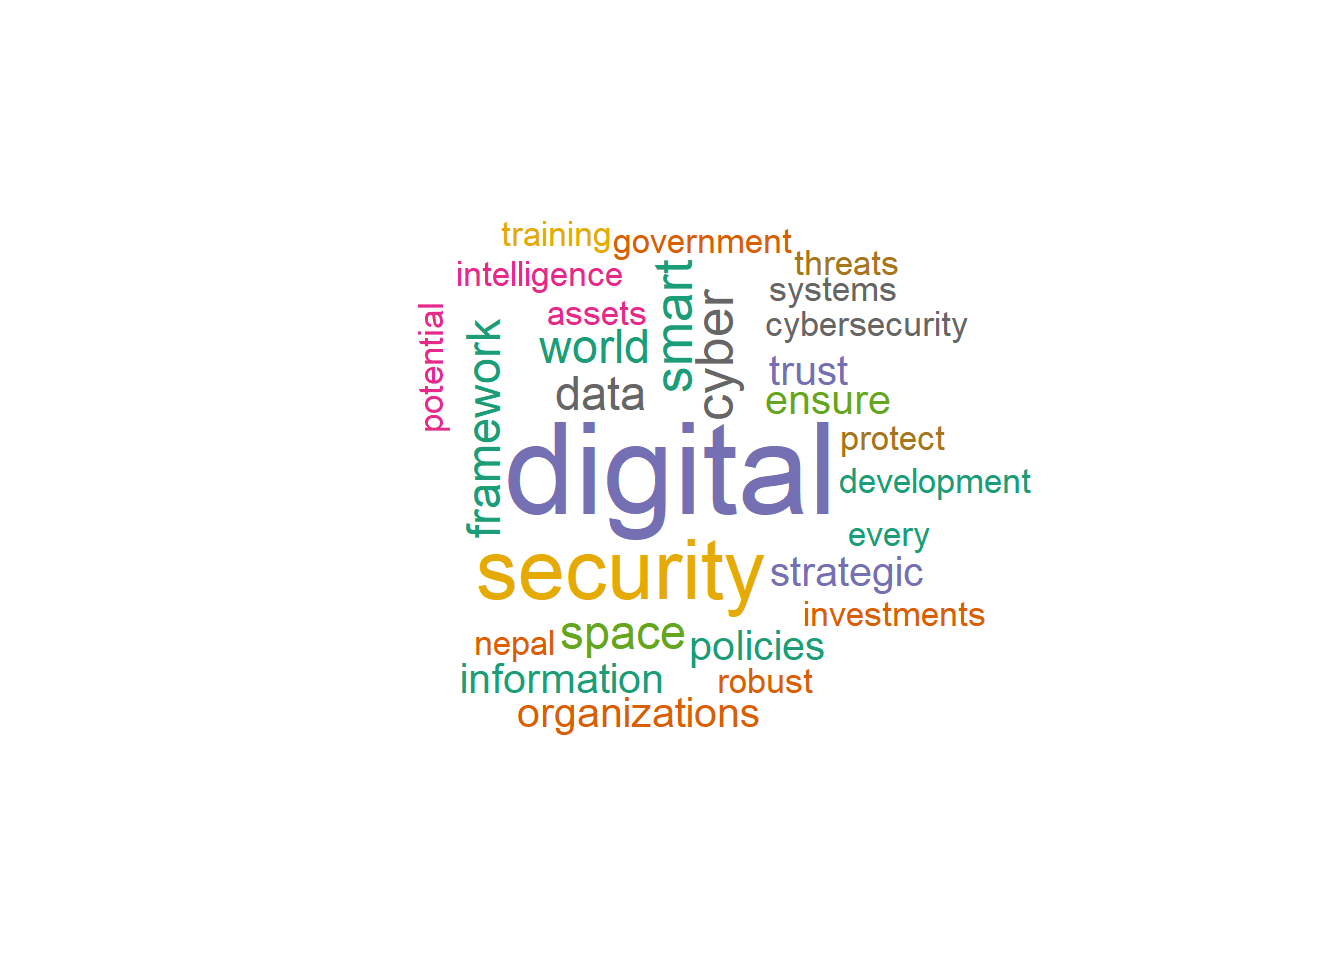 training
government
threats
intelligence
systems
smart
cyber
assets
cybersecurity
potential
framework
world
trust
data
ensure
protect
digital
development
every
security
strategic
investments
nepal
space
policies
information
robust
organizations